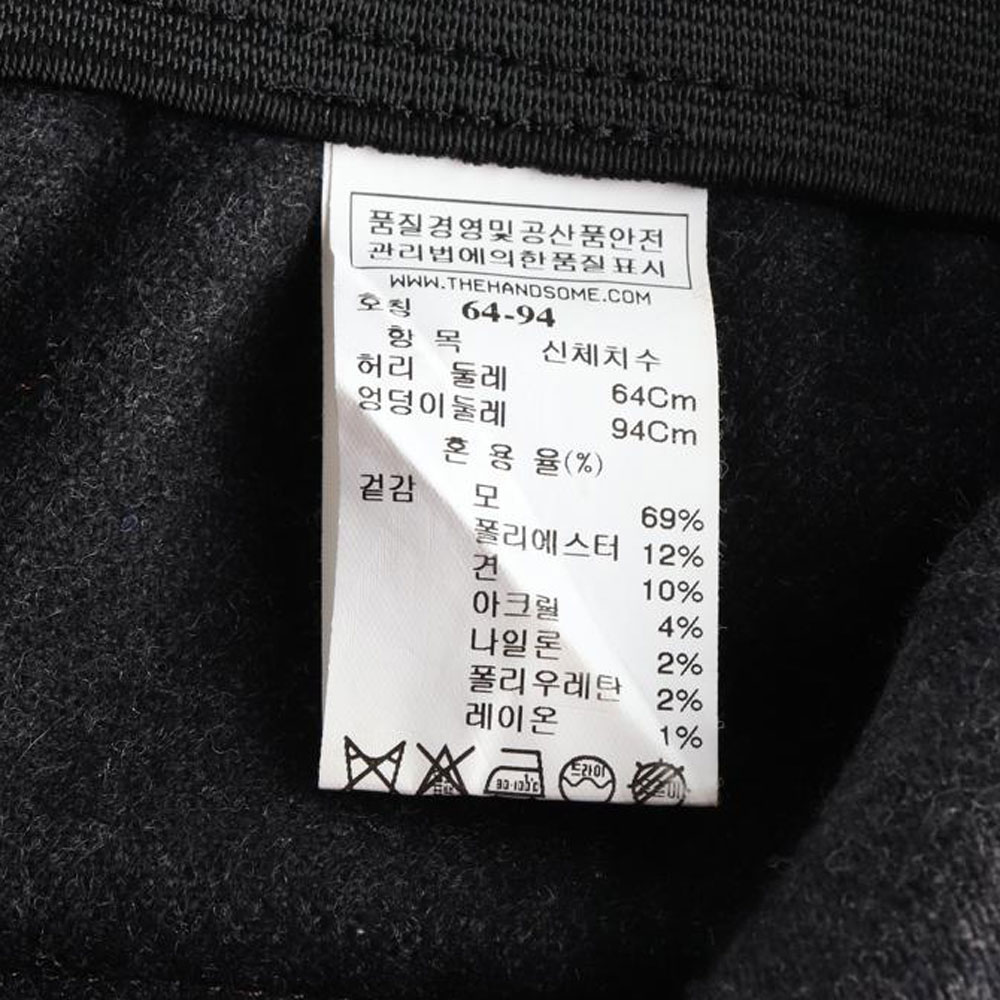 품질경영및공산품안전
관리법에의한품질표시
WWW.THEHANDSOME.COM
호칭 64-94
항 목 신체치수
허리 둘레 64Cm
엉덩이둘레 94Cm
혼 용 율(%)
겉감 모 69%
폴리에스터 12%
견 10%
아크릴 4%
나일론 2%
폴리우레탄 2%
레이온 1%
드라이